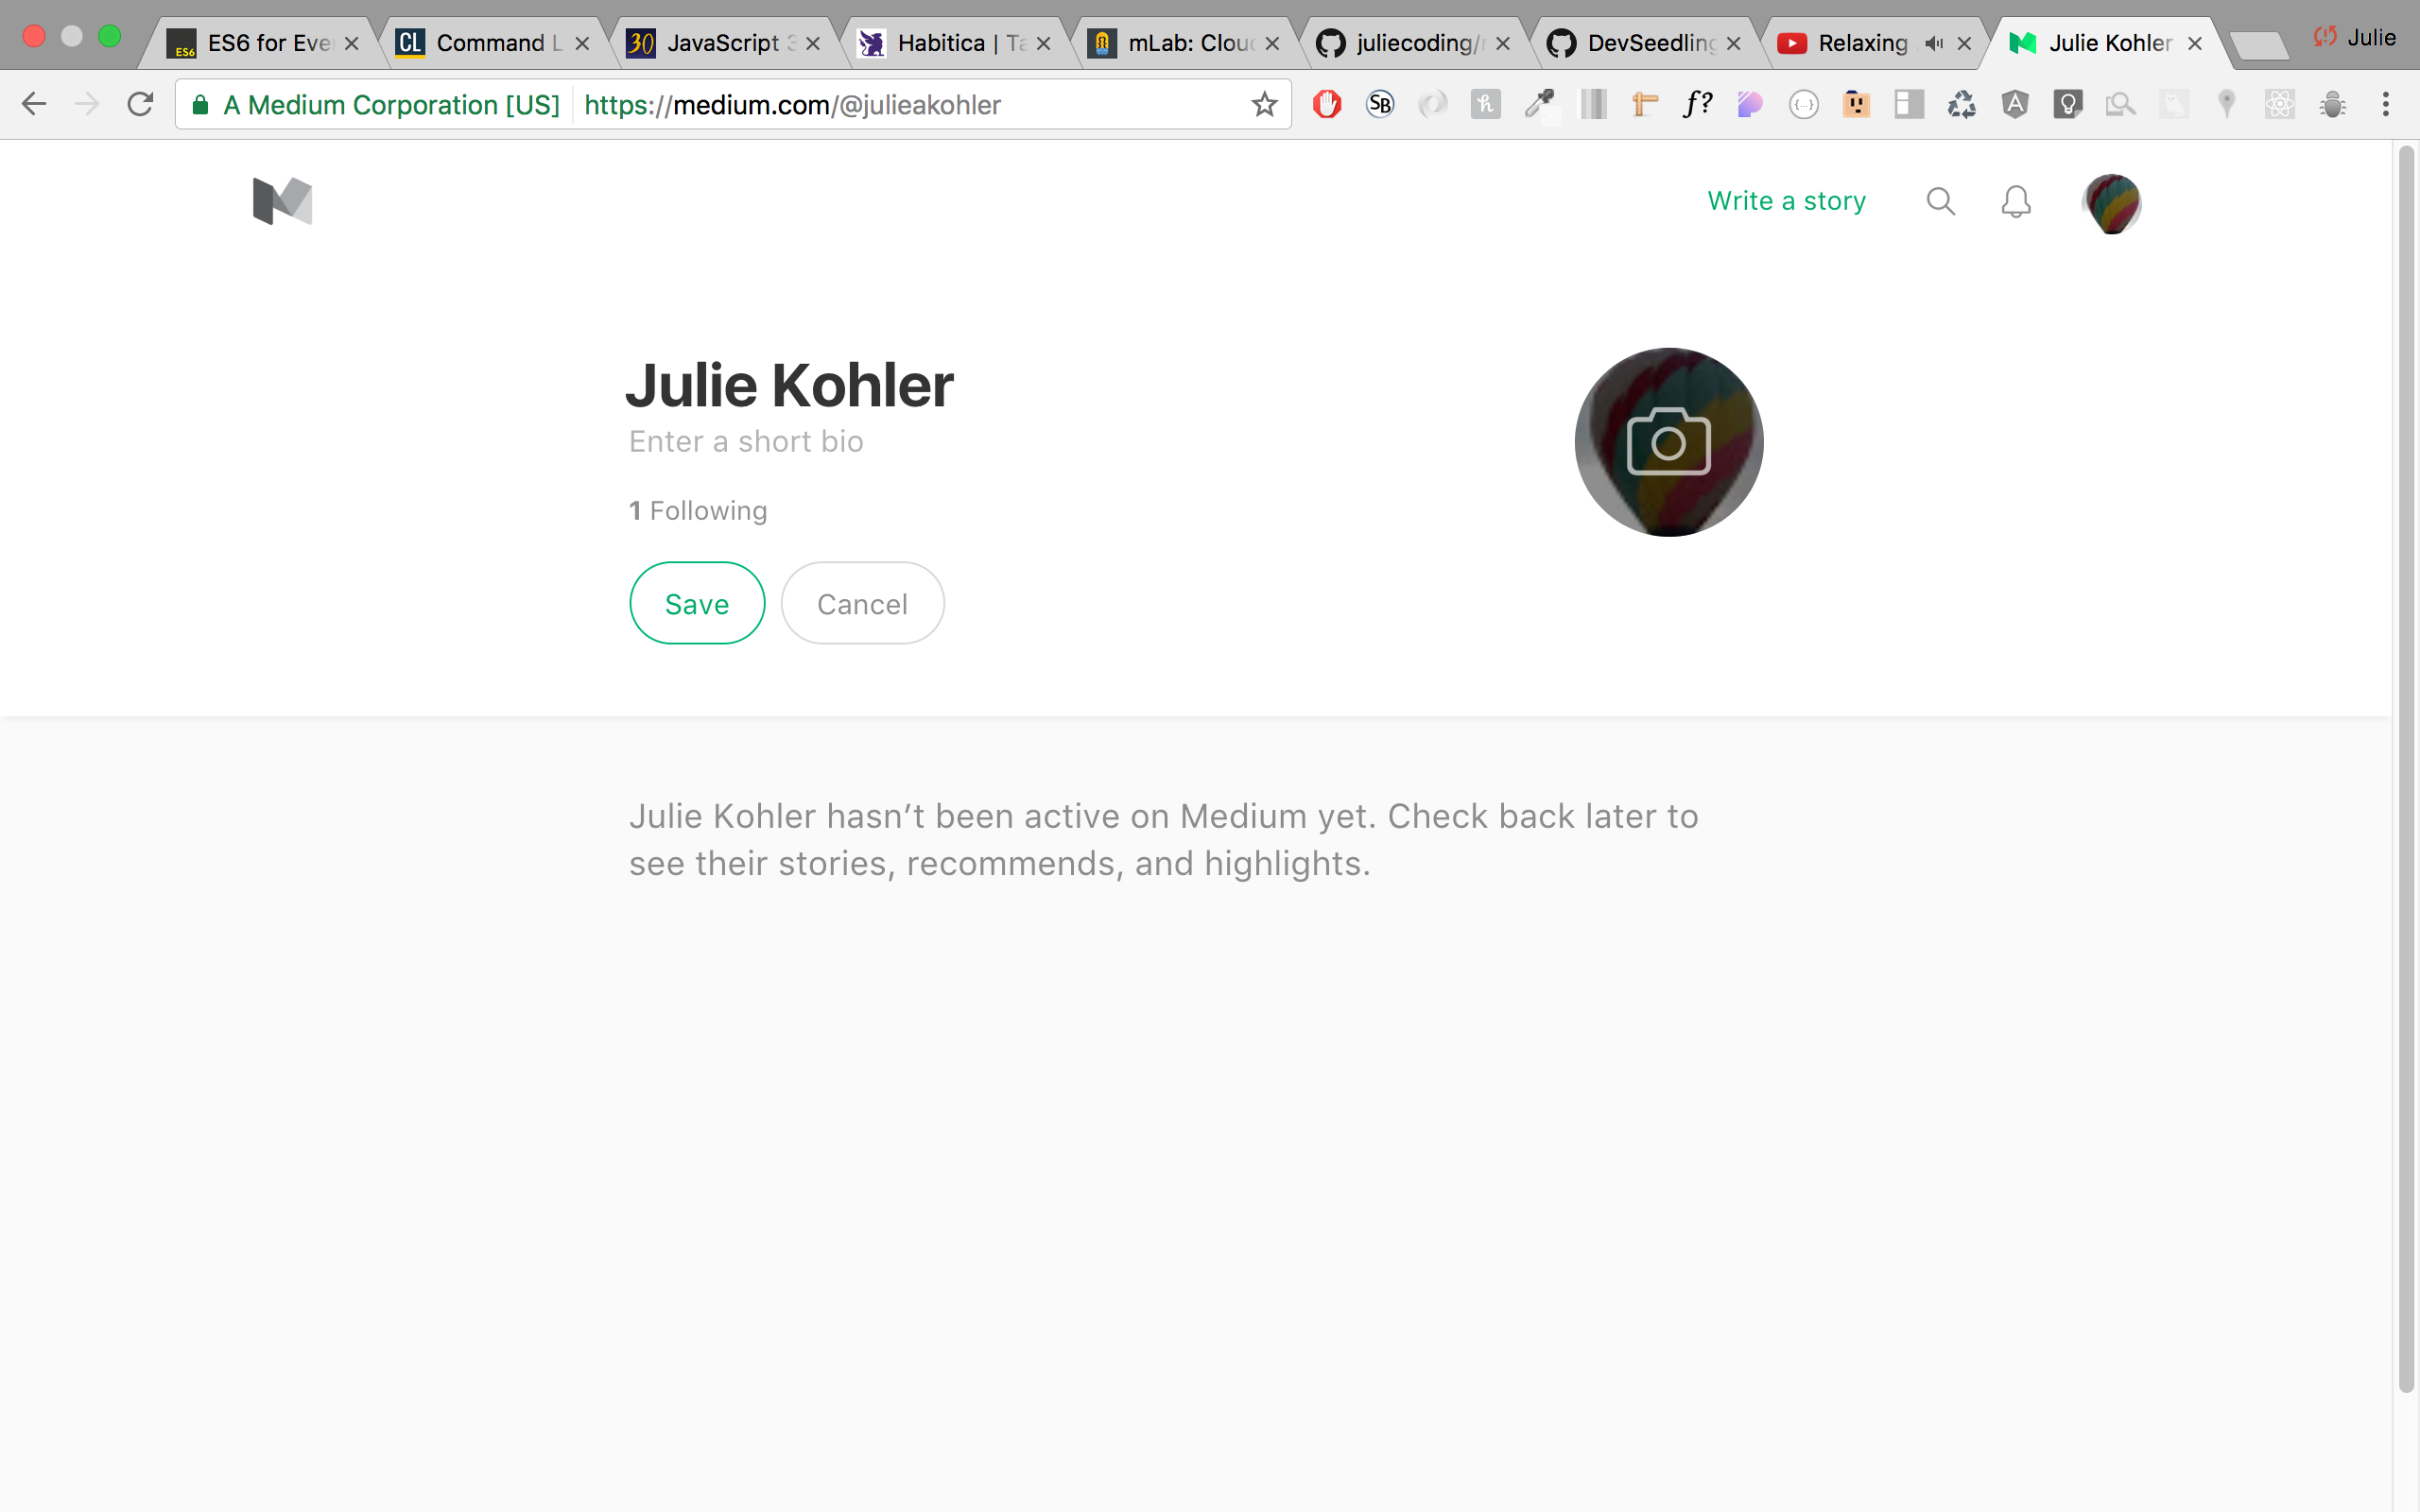 ES6 for Eve
Command L
JavaScript 3
Habitica | Ta
mLab: Clou
juliecoding/
DevSeedling
Relaxing
Julie Kohler
Julie
A Medium Corporation [US]
https://medium.com/@julieakohler
Write a story
Julie Kohler
Enter a short bio
1 Following
Save
Cancel
Julie Kohler hasn’t been active on Medium yet. Check back later to
see their stories, recommends, and highlights.